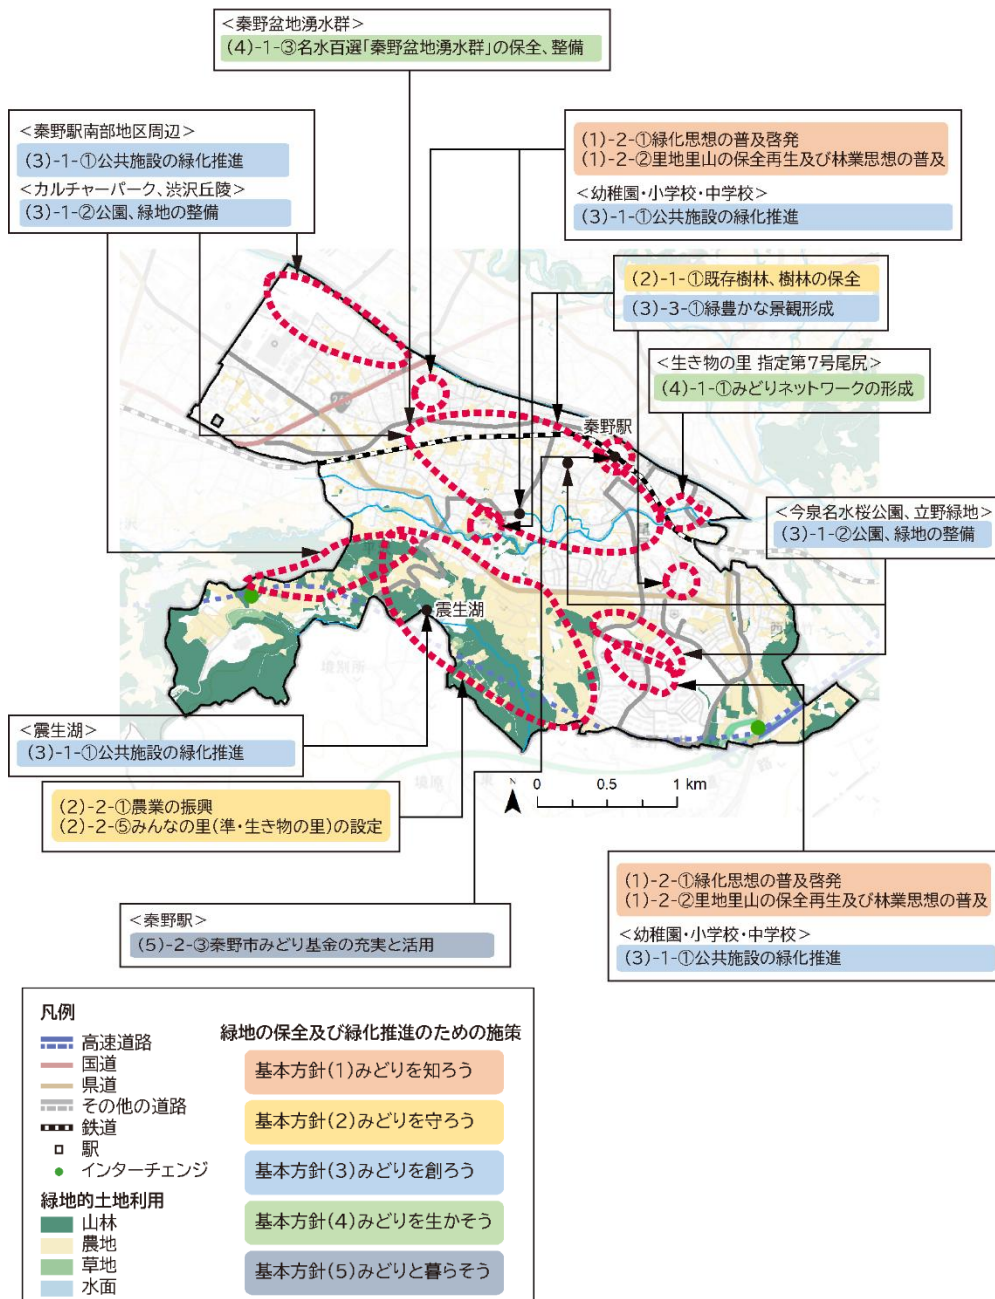 <秦野盆地湧水群>
(4)-1-③名水百選「秦野盆地湧水群」の保全、整備
<秦野駅南部地区周辺>
(3)-1-①公共施設の緑化推進
<カルチャーパーク、渋沢丘陵>
(3)-1-②公園、緑地の整備
(1)-2-①緑化思想の普及啓発
(1)-2-②里地里山の保全再生及び林業思想の普及
<幼稚園・小学校・中学校>
(3)-1-①公共施設の緑化推進
(2)-1-①既存樹林、樹林の保全
(3)-3-①緑豊かな景観形成
<生き物の里 指定第7号尾尻>
(4)-1-①みどりネットワークの形成
246
秦野駅
<今泉名水桜公園、立野緑地>
(3)-1-②公園、緑地の整備
震生湖
境別所
<震生湖>
(3)-1-①公共施設の緑化推進
(2)-2-①農業の振興
(2)-2-⑤みんなの里(準・生き物の里)の設定
N
0 0.5 1 km
(1)-2-①緑化思想の普及啓発
(1)-2-②里地里山の保全再生及び林業思想の普及
<幼稚園・小学校・中学校>
(3)-1-①公共施設の緑化推進
<秦野駅>
(5)-2-③秦野市みどり基金の充実と活用
凡例
高速道路
国道
県道
その他の道路
鉄道
駅
インターチェンジ
緑地的土地利用
山林
農地
草地
水面
緑地の保全及び緑化推進のための施策
基本方針(1)みどりを知ろう
基本方針(2)みどりを守ろう
基本方針(3)みどりを創ろう
基本方針(4)みどりを生かそう
基本方針(5)みどりと暮らそう